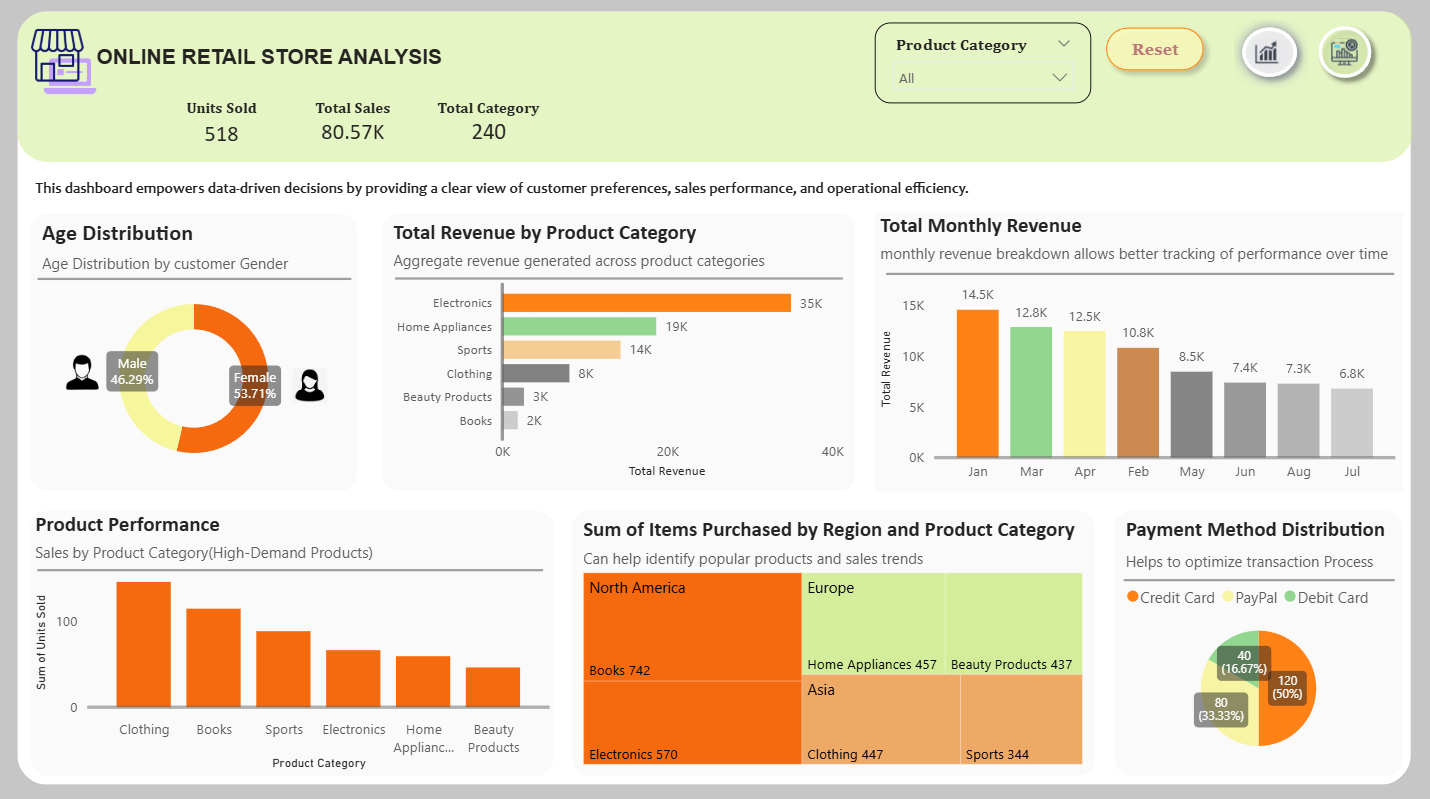 ONLINE RETAIL STORE ANALYSIS
Product Category
All
Reset
Units Sold
518
Total Sales
80.57K
Total Category
240
This dashboard empowers data-driven decisions by providing a clear view of customer preferences, sales performance, and operational efficiency.
Age Distribution
Age Distribution by customer Gender
Male
46.29%
Female
53.71%
Total Revenue by Product Category
Aggregate revenue generated across product categories
Electronics
35K
Home Appliances
19K
Sports
14K
Clothing
8K
Beauty Products
3K
Books
2K
0K
20K
40K
Total Revenue
Total Monthly Revenue
monthly revenue breakdown allows better tracking of performance over time
Total Revenue
15K
10K
5K
0K
14.5K
12.8K
12.5K
10.8K
8.5K
7.4K
7.3K
6.8K
Jan
Mar
Apr
Feb
May
Jun
Aug
Jul
Product Performance
Sales by Product Category(High-Demand Products)
Sum of Units Sold
100
0
Clothing
Books
Sports
Electronics
Home
Applianc...
Beauty
Products
Product Category
Sum of Items Purchased by Region and Product Category
Can help identify popular products and sales trends
North America
Books 742
Electronics 570
Europe
Home Appliances 457
Beauty Products 437
Asia
Clothing 447
Sports 344
Payment Method Distribution
Helps to optimize transaction Process
Credit Card
PayPal
Debit Card
40
(16.67%)
120
(50%)
80
(33.33%)